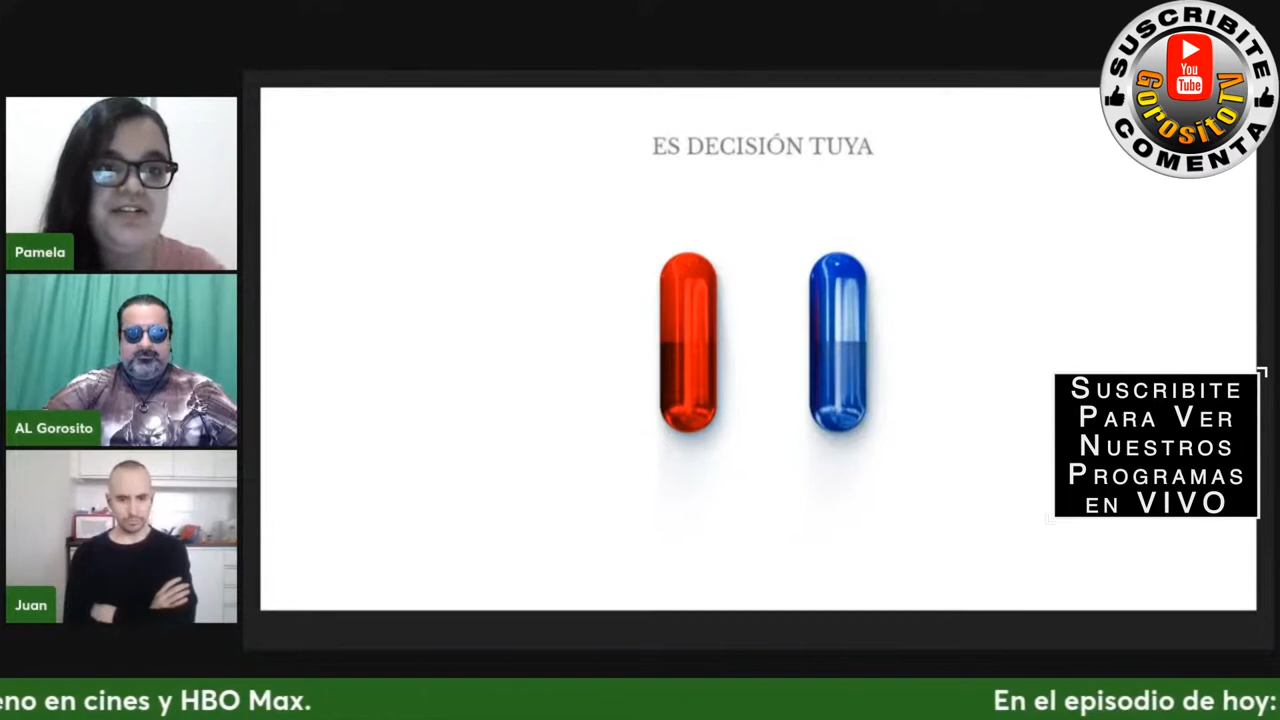 SUSCRIBITE
You
Tube
GorositoTV
COMENTA
ES DECISIÓN TUYA
Pamela
AL Gorosito
Juan
SUSCRIBITE
PARA VER
NUESTROS
PROGRAMAS
EN VIVO
eno en cines y HBO Max.
En el episodio de hoy: